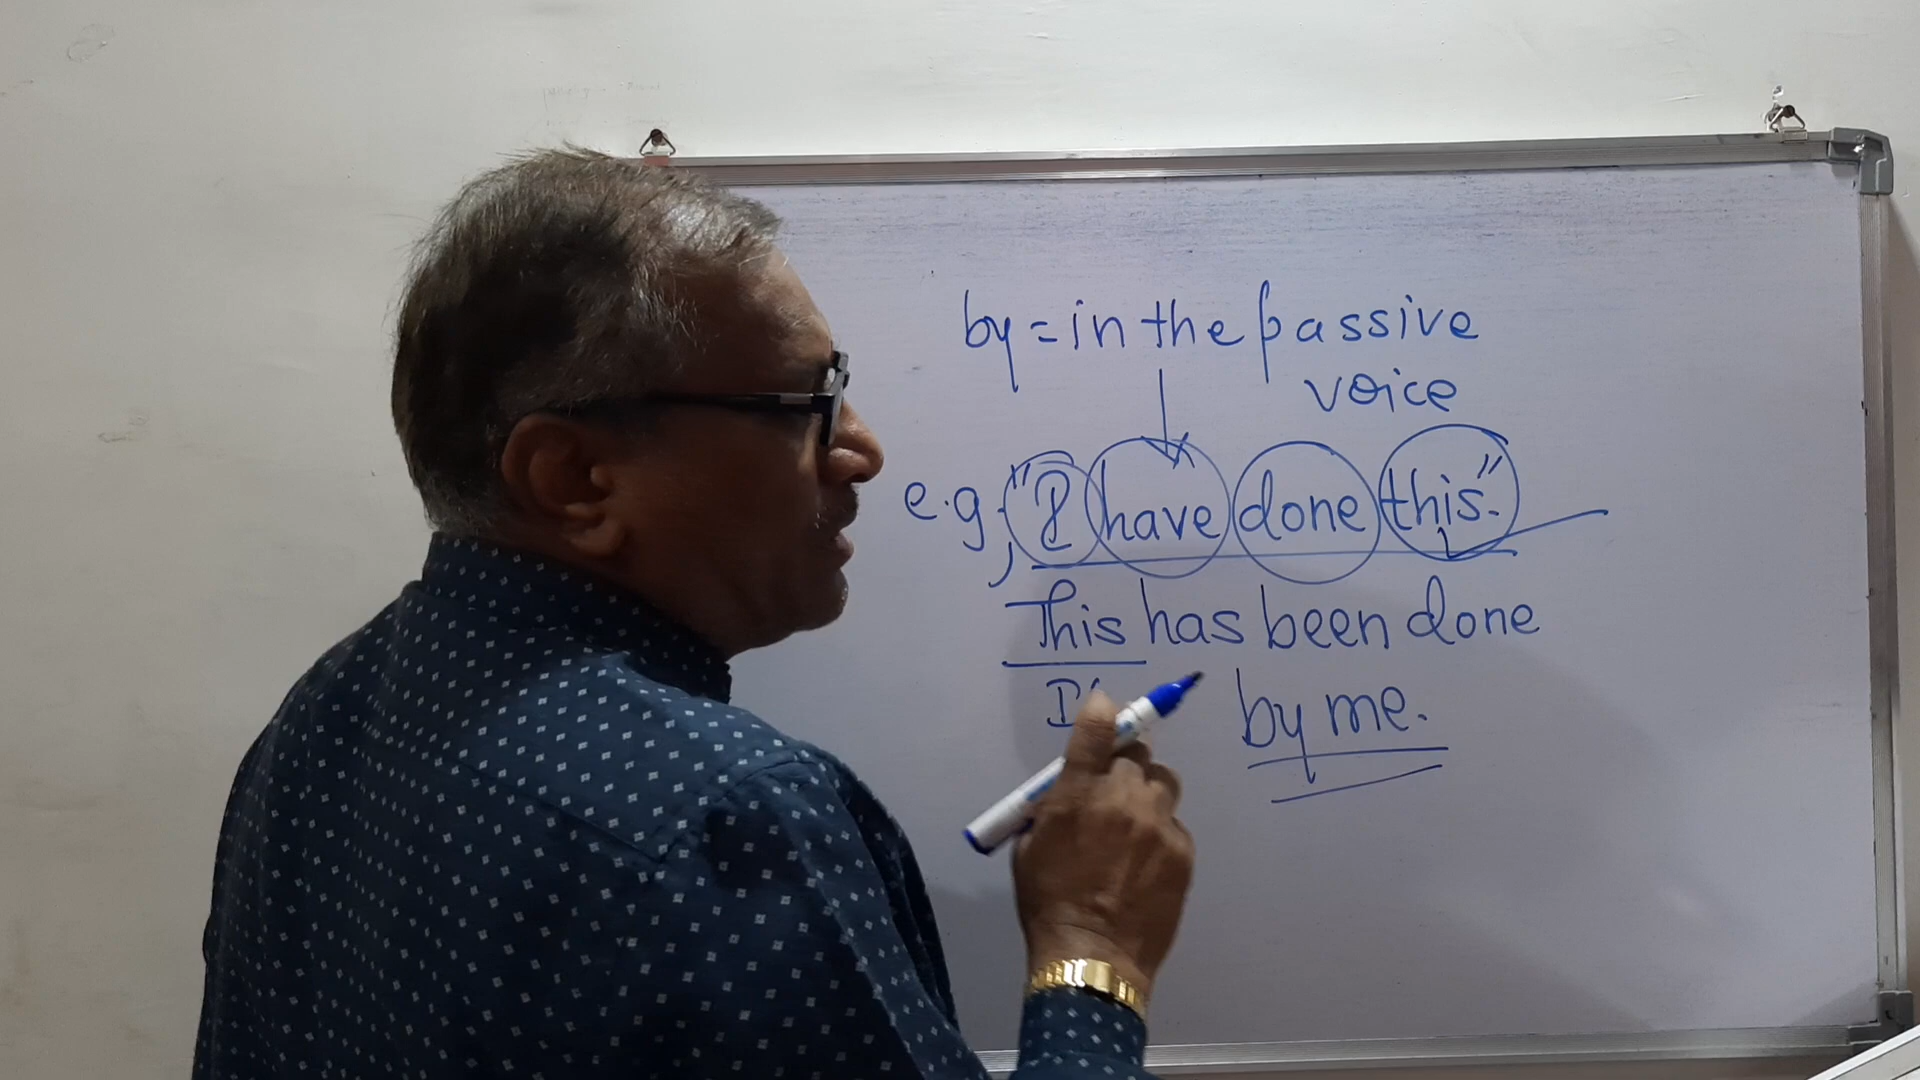 by = in the passive
voice
e.g., "I have done this."
This has been done
by me.